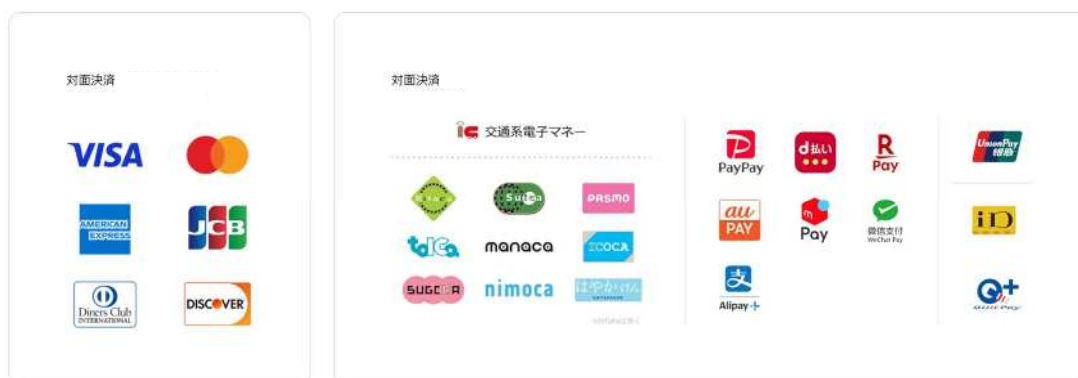 対面決済
VISA
AMERICAN
EXPRESS
JCB
Diners Club
INTERNATIONAL
DISCOVER
対面決済
交通系電子マネー
Kitaca
Suica
PASMO
TOICa
manaca
ICOCA
SUGOCA
nimoca
はやかけん
PayPay
d払い
R
Pay
au
PAY
m
Pay
微信支付
WeChat Pay
支
Alipay+
UnionPay
银联
iD
QUICPay